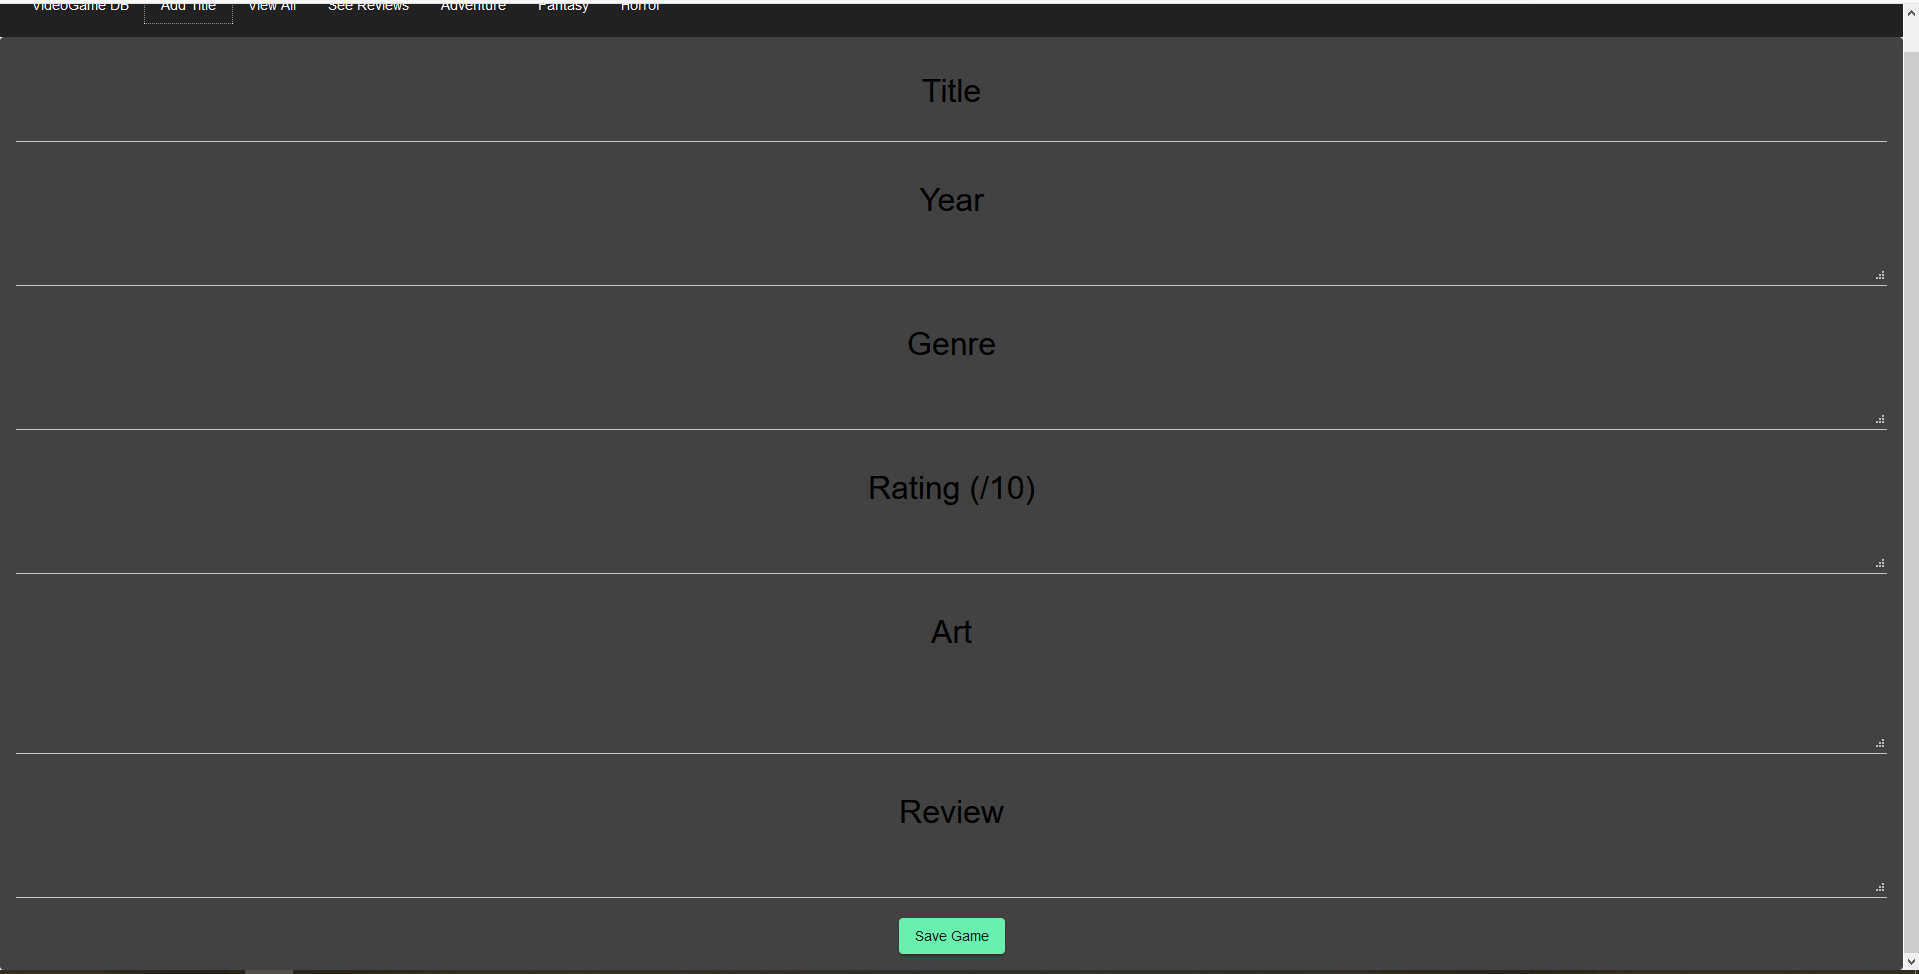 VideoGame DB Add Title View All See Reviews Adventure Fantasy Horror
Title
Year
Genre
Rating (/10)
Art
Review
Save Game